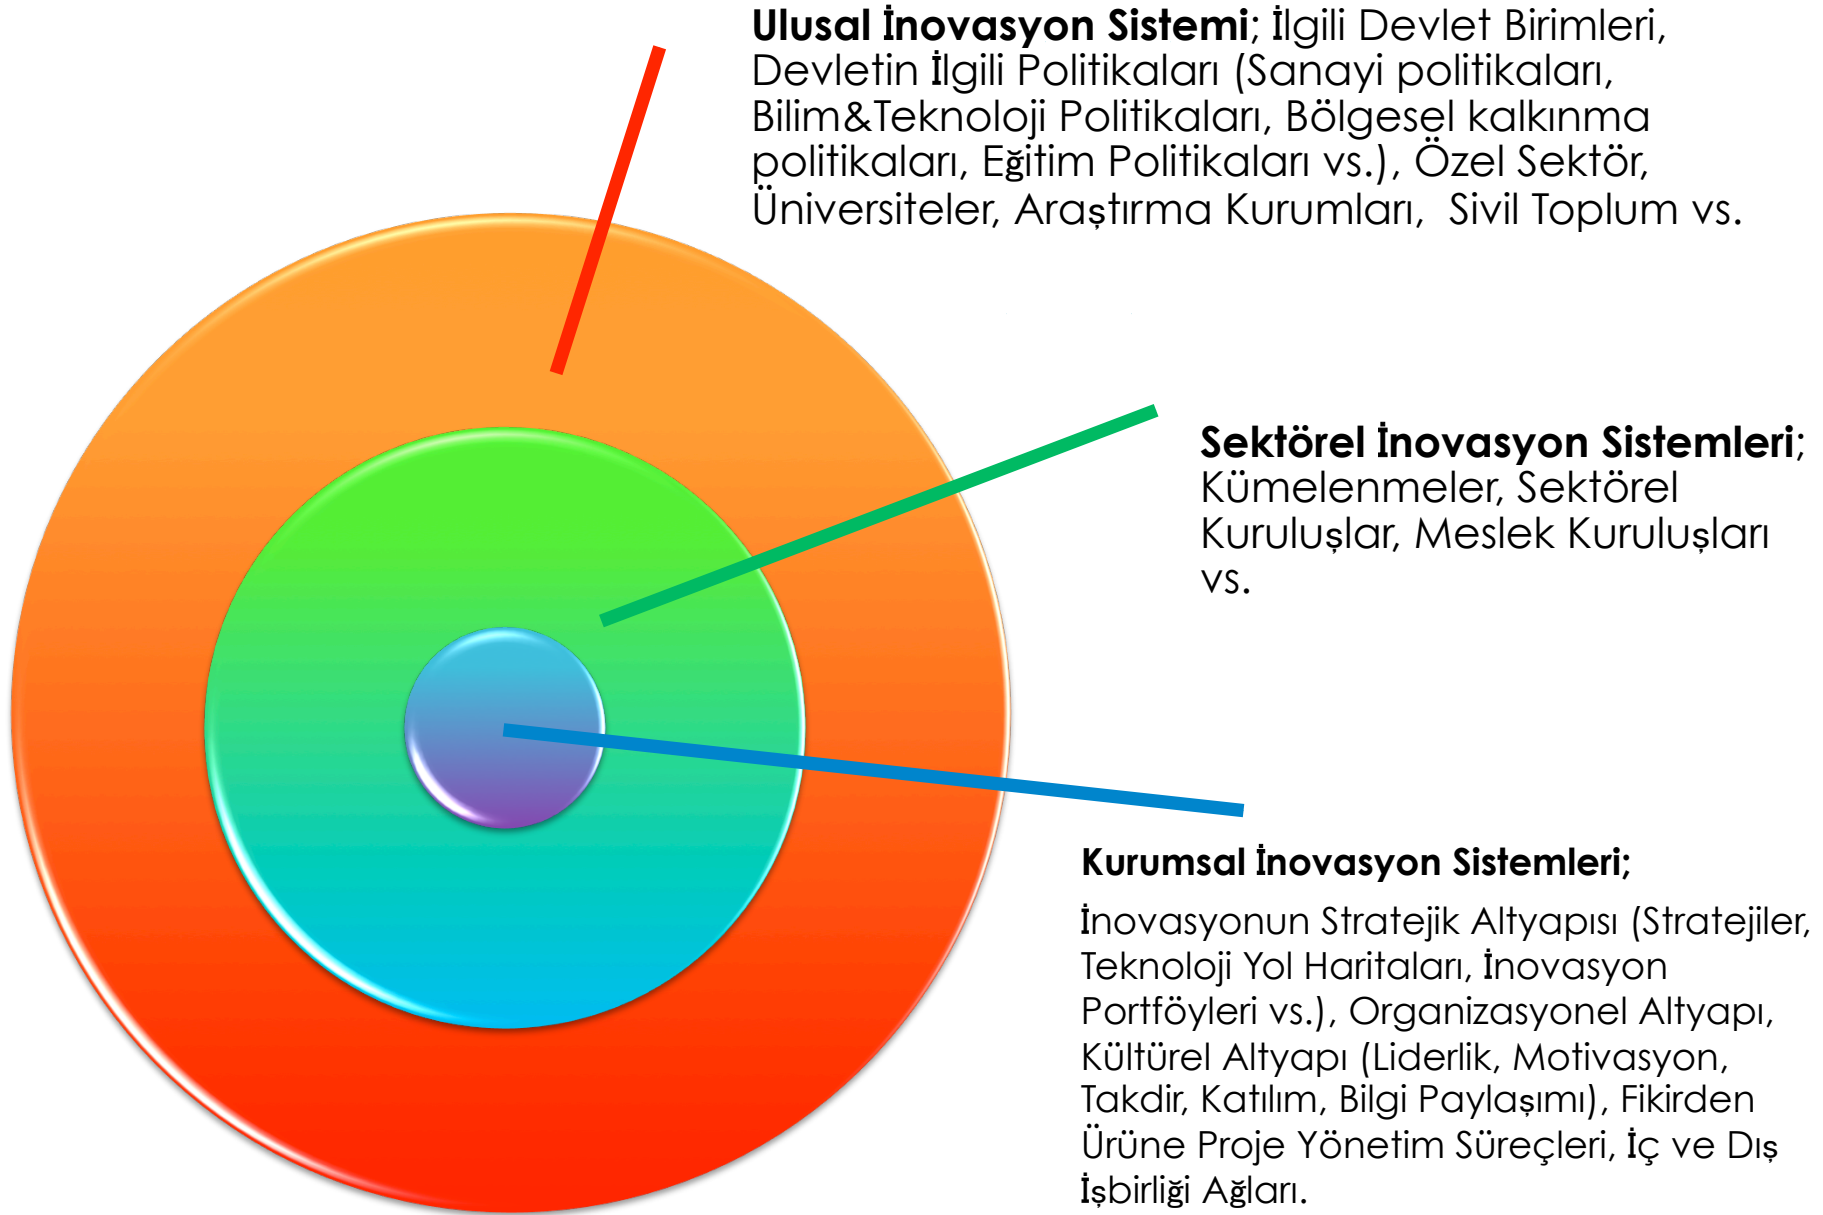 Ulusal İnovasyon Sistemi; İlgili Devlet Birimleri,
Devletin İlgili Politikaları (Sanayi politikaları,
Bilim&Teknoloji Politikaları, Bölgesel kalkınma
politikaları, Eğitim Politikaları vs.), Özel Sektör,
Üniversiteler, Araştırma Kurumları, Sivil Toplum vs.
Sektörel İnovasyon Sistemleri;
Kümelenmeler, Sektörel
Kuruluşlar, Meslek Kuruluşları
vs.
Kurumsal İnovasyon Sistemleri;
İnovasyonun Stratejik Altyapısı (Stratejiler,
Teknoloji Yol Haritaları, İnovasyon
Portföyleri vs.), Organizasyonel Altyapı,
Kültürel Altyapı (Liderlik, Motivasyon,
Takdir, Katılım, Bilgi Paylaşımı), Fikirden
Ürüne Proje Yönetim Süreçleri, İç ve Dış
İşbirliği Ağları.